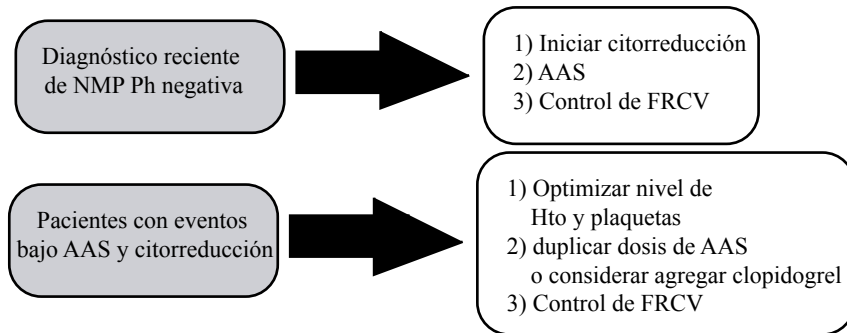 Diagnóstico reciente
de NMP Ph negativa
1) Iniciar citorreducción
2) AAS
3) Control de FRCV
Pacientes con eventos
bajo AAS y citorreducción
1) Optimizar nivel de
Hto y plaquetas
2) duplicar dosis de AAS
o considerar agregar clopidogrel
3) Control de FRCV